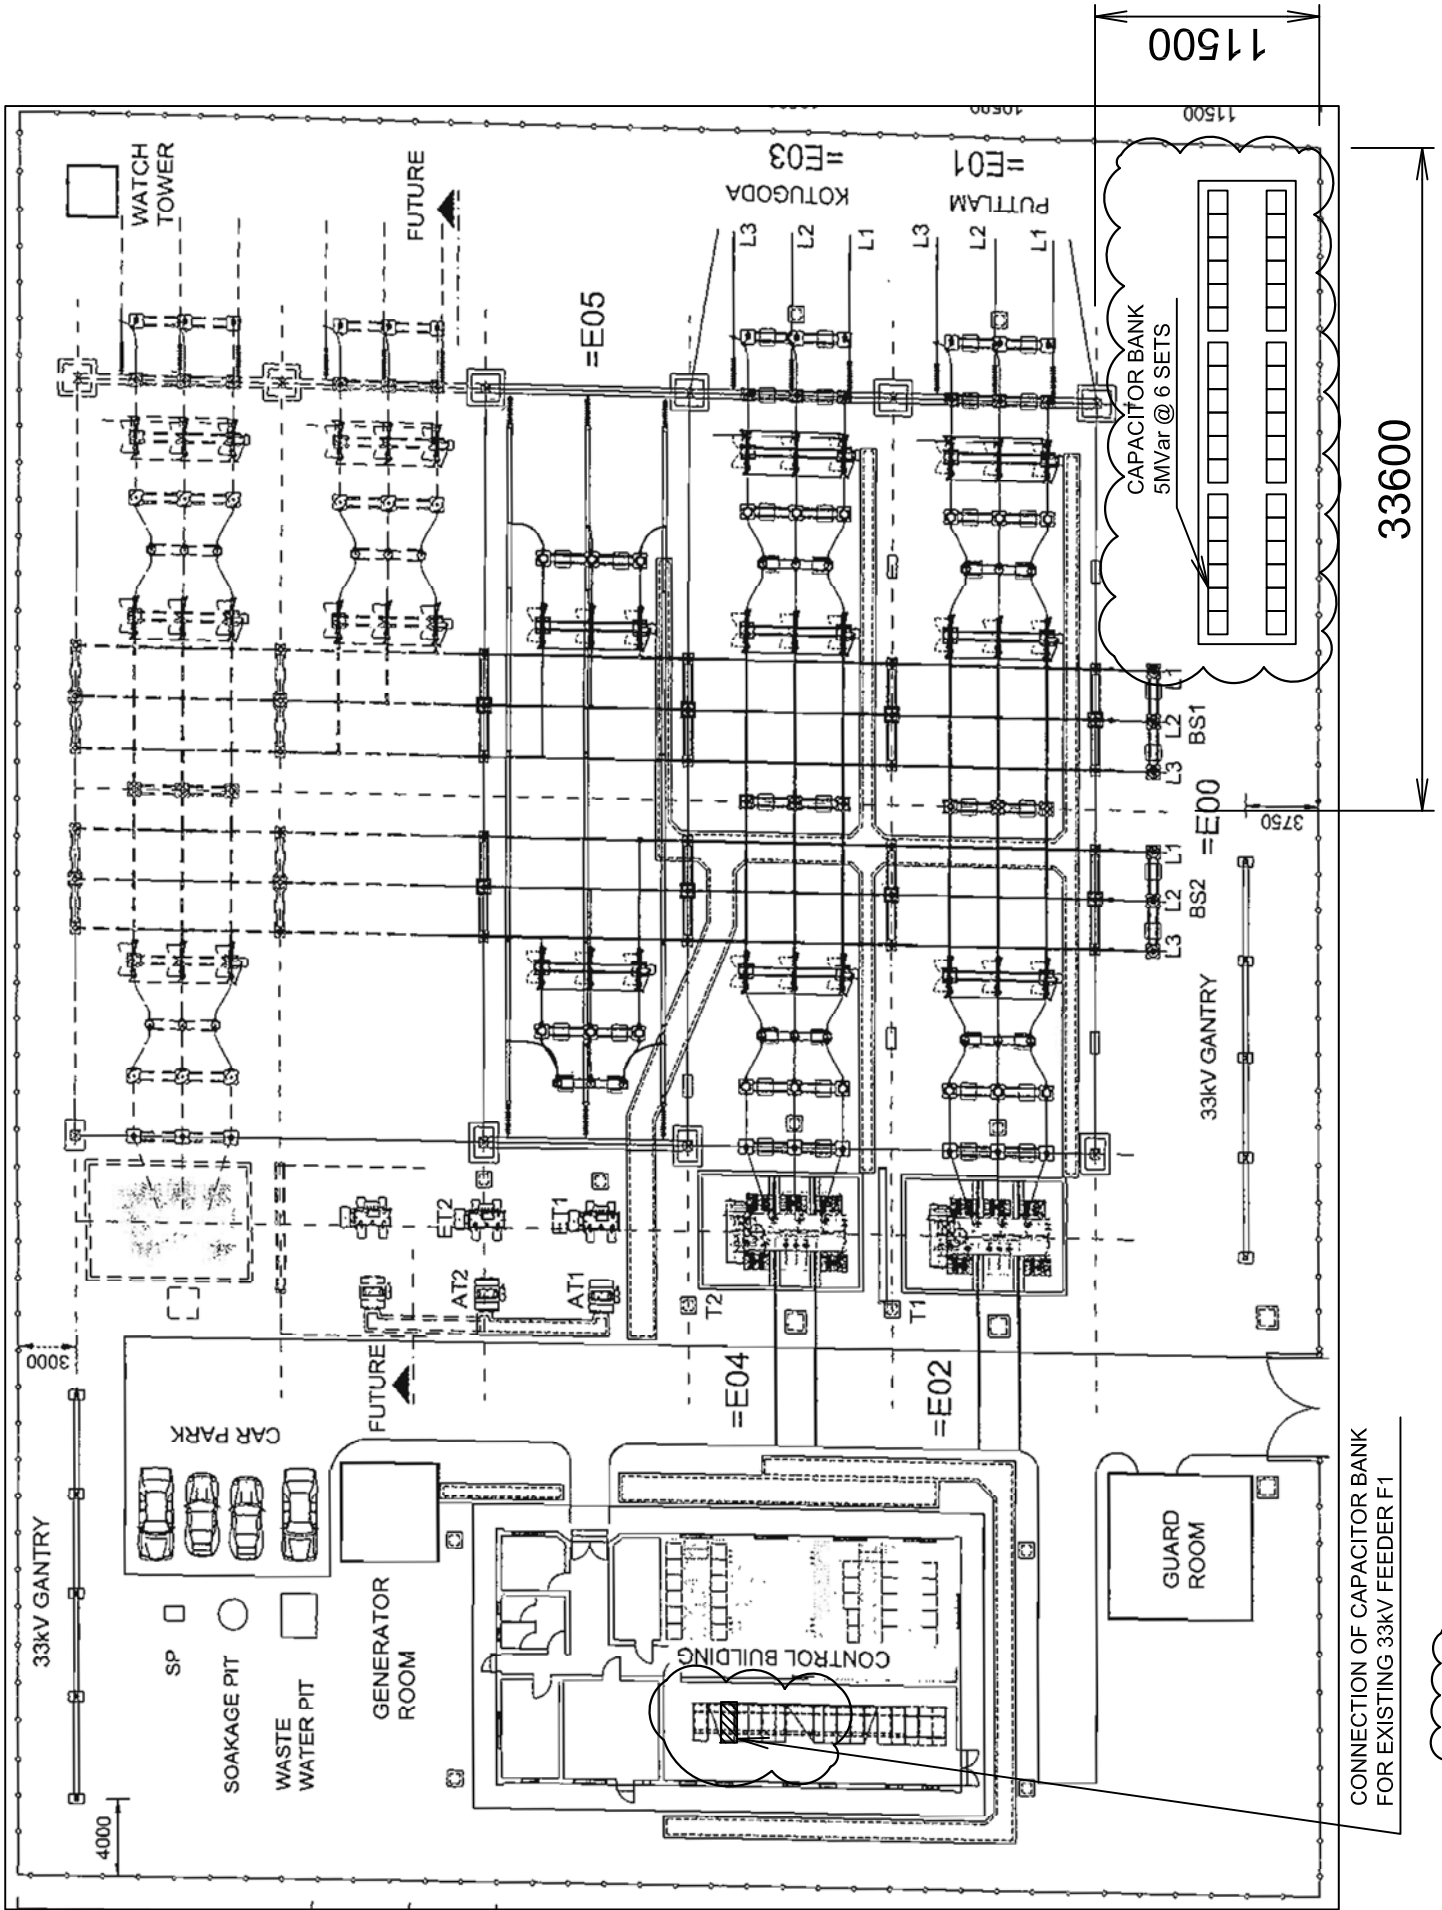 11500
10500
11500
WATCH
TOWER
FUTURE
=E03
KOTUGODA
=E01
PUTTLAM
L3
L2
L1
L3
L2
L1
=E05
CAPACITOR BANK
5MVar @ 6 SETS
33600
L2
L3
BS1
=E00
3750
L1
L2
L3
BS2
33kV GANTRY
ET2
ET1
AT2
AT1
T2
T1
3000
FUTURE
=E04
=E02
CAR PARK
33kV GANTRY
SP
SOAKAGE PIT
WASTE
WATER PIT
GENERATOR
ROOM
CONTROL BUILDING
GUARD
ROOM
4000
CONNECTION OF CAPACITOR BANK
FOR EXISTING 33kV FEEDER F1